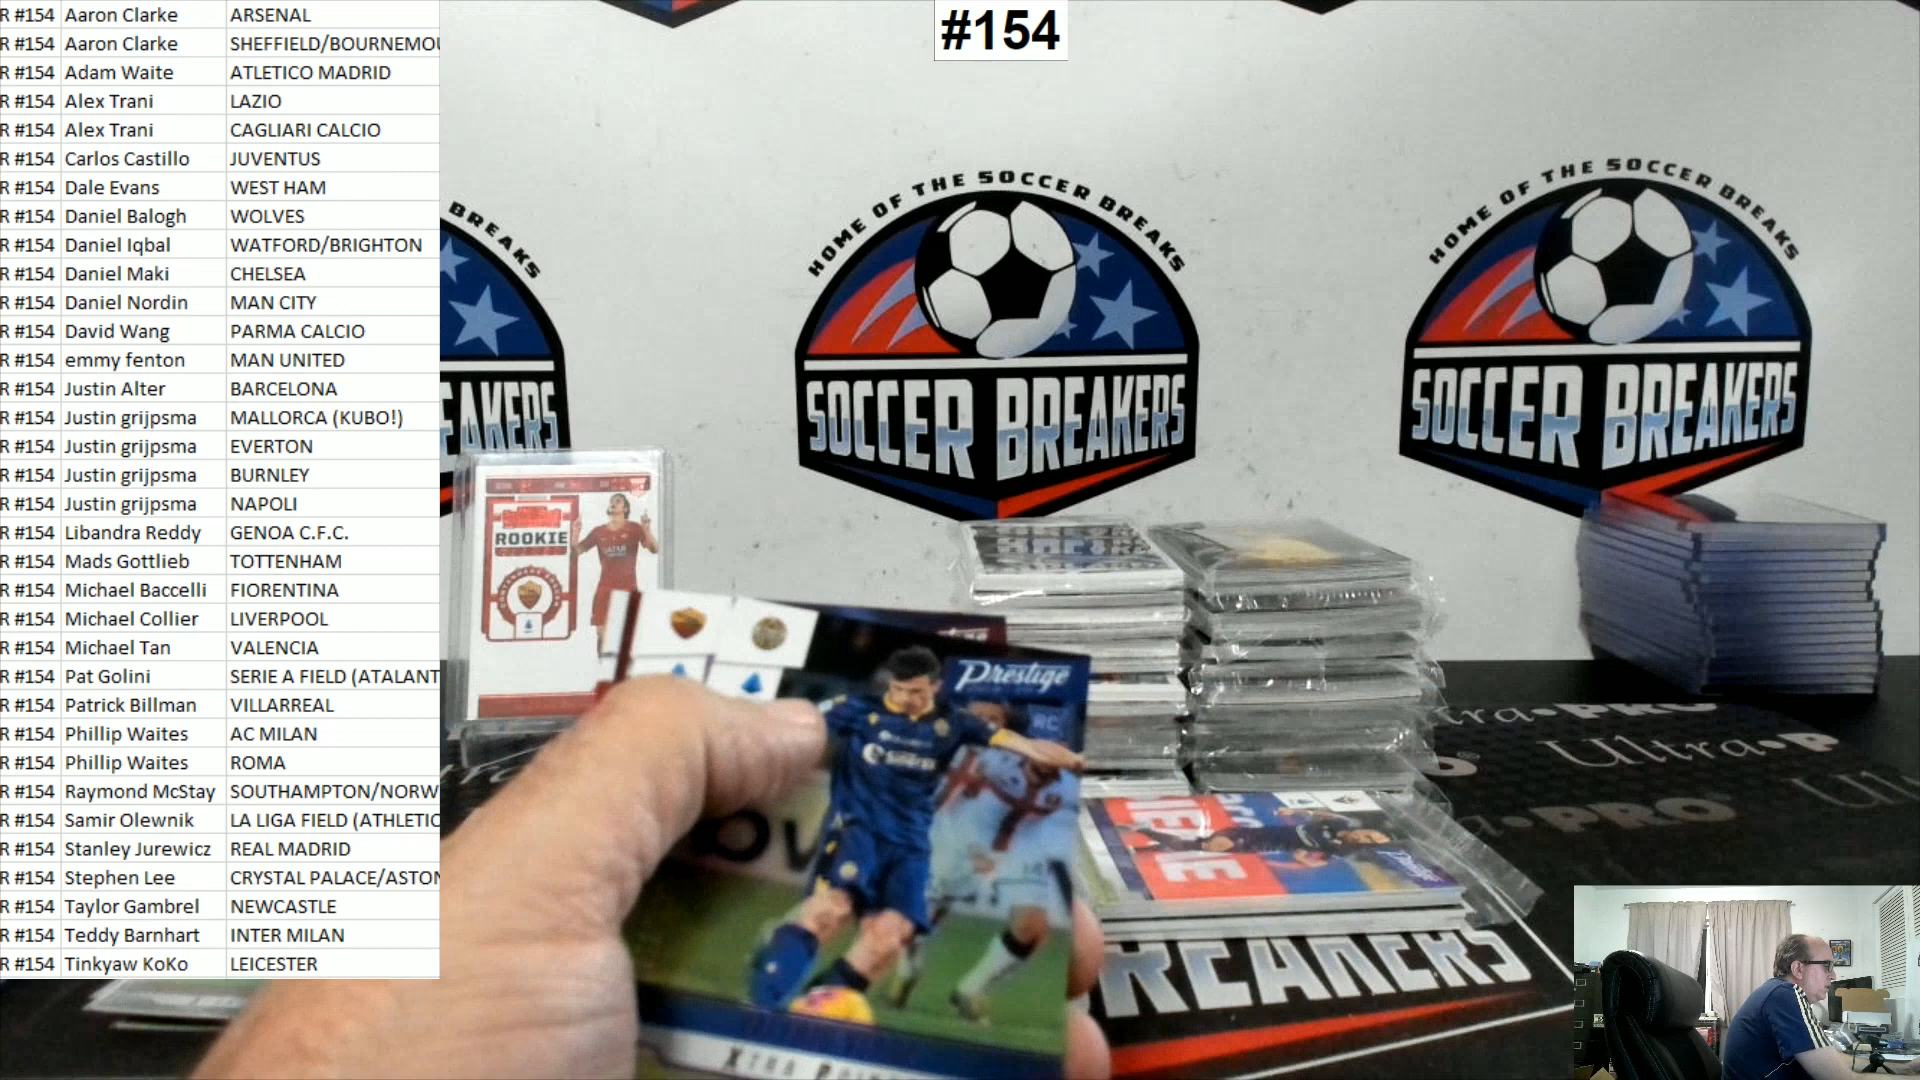 #154
R #154 Aaron Clarke ARSENAL
R #154 Aaron Clarke SHEFFIELD/BOURNEMOU
R #154 Adam Waite ATLETICO MADRID
R #154 Alex Trani LAZIO
R #154 Alex Trani CAGLIARI CALCIO
R #154 Carlos Castillo JUVENTUS
R #154 Dale Evans WEST HAM
R #154 Daniel Balogh WOLVES
R #154 Daniel Iqbal WATFORD/BRIGHTON
R #154 Daniel Maki CHELSEA
R #154 Daniel Nordin MAN CITY
R #154 David Wang PARMA CALCIO
R #154 emmy fenton MAN UNITED
R #154 Justin Alter BARCELONA
R #154 Justin grijpsma MALLORCA (KUBO!)
R #154 Justin grijpsma EVERTON
R #154 Justin grijpsma BURNLEY
R #154 Justin grijpsma NAPOLI
R #154 Libandra Reddy GENOA C.F.C.
R #154 Mads Gottlieb TOTTENHAM
R #154 Michael Baccelli FIORENTINA
R #154 Michael Collier LIVERPOOL
R #154 Michael Tan VALENCIA
R #154 Pat Golini SERIE A FIELD (ATALANT
R #154 Patrick Billman VILLARREAL
R #154 Phillip Waites AC MILAN
R #154 Phillip Waites ROMA
R #154 Raymond McStay SOUTHAMPTON/NORW
R #154 Samir Olewnik LA LIGA FIELD (ATHLETIC
R #154 Stanley Jurewicz REAL MADRID
R #154 Stephen Lee CRYSTAL PALACE/ASTON
R #154 Taylor Gambrel NEWCASTLE
R #154 Teddy Barnhart INTER MILAN
R #154 Tinkyaw KoKo LEICESTER
BREAKS
EAKERS
HOME OF THE SOCCER BREAKS
SOCCER BREAKERS
HOME OF THE SOCCER BREAKS
SOCCER BREAKERS
ROOKIE
Prestige
RC
XTRA
Prestige
Ultra PRO
BREAKERS